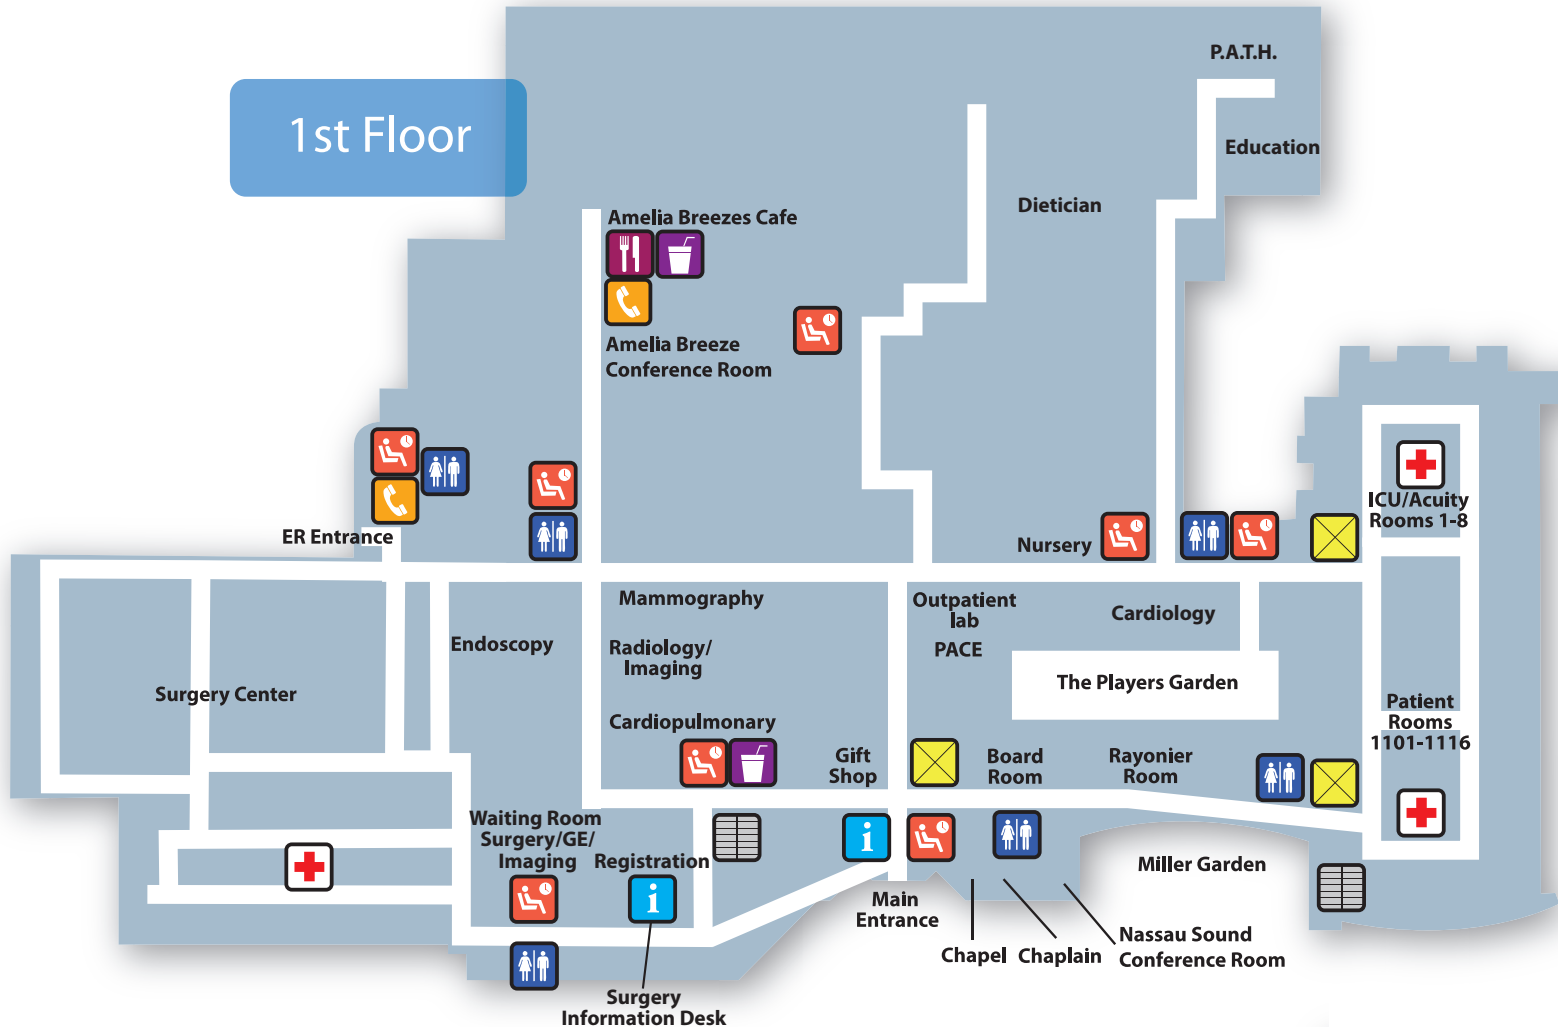 P.A.T.H.
1st Floor
Education
Dietician
Amelia Breezes Cafe
Amelia Breeze
Conference Room
ICU/Acuity
Rooms 1-8
ER Entrance
Nursery
Mammography
Outpatient
lab
Cardiology
Endoscopy
Radiology/
Imaging
PACE
Surgery Center
The Players Garden
Patient
Rooms
1101-1116
Cardiopulmonary
Gift
Shop
Board
Room
Rayonier
Room
Waiting Room
Surgery/GE/
Imaging
Registration
i
i
Miller Garden
Main
Entrance
Chapel
Chaplain
Nassau Sound
Conference Room
Surgery
Information Desk